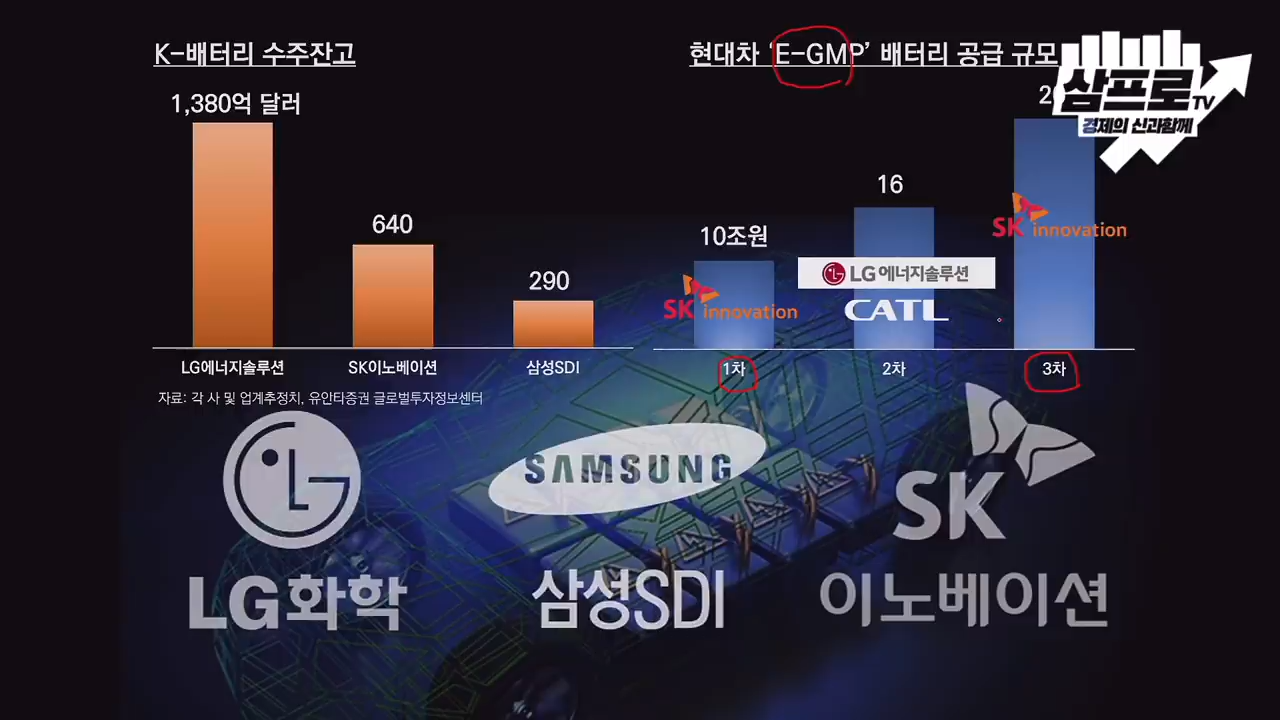 K-배터리 수주잔고
1,380억 달러
640
290
LG에너지솔루션
SK이노베이션
삼성SDI
자료: 각 사 및 업계추정치, 유안타증권 글로벌투자정보센터
현대차 'E-GMP' 배터리 공급 규모
10조원
16
SK innovation
LG에너지솔루션
CATL
SK innovation
1차
2차
3차
삼프로TV
경제의 신과함께
LG화학
SAMSUNG
삼성SDI
SK
이노베이션